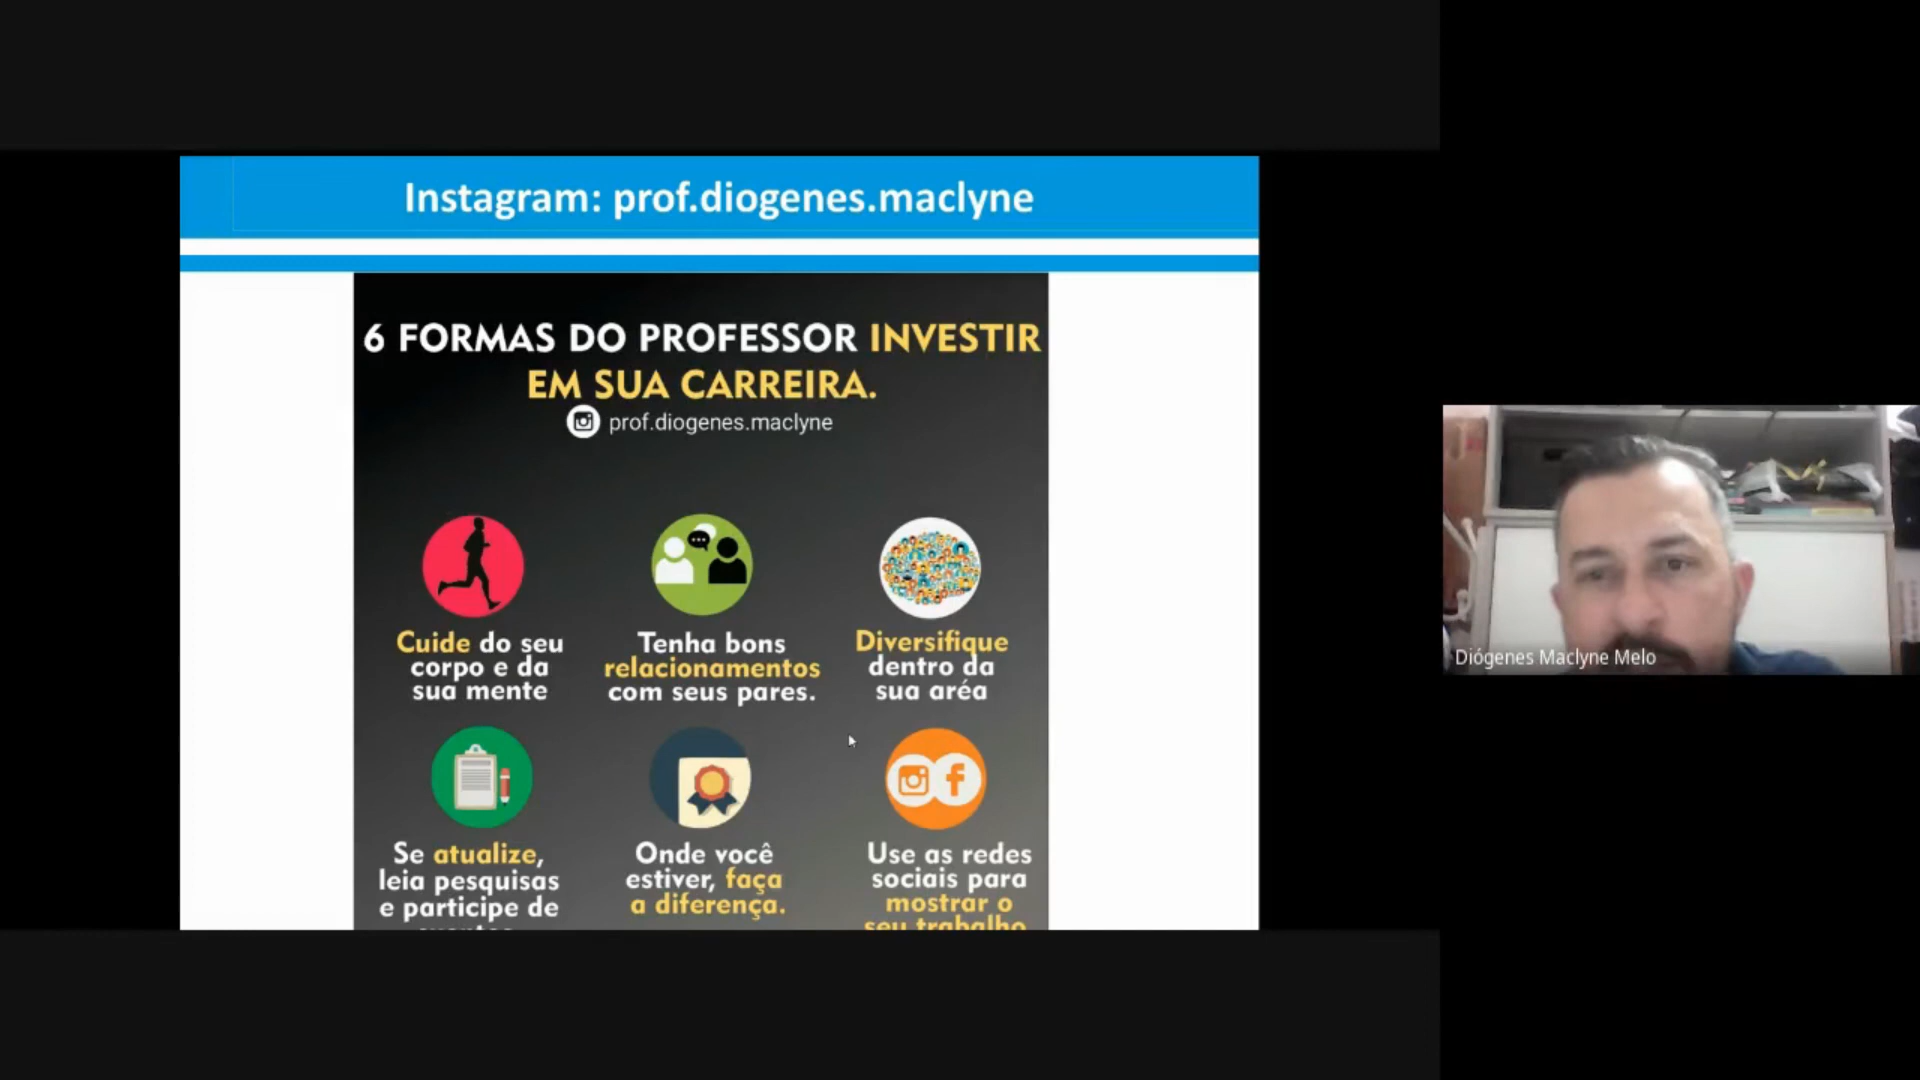 Instagram: prof.diogenes.maclyne
6 FORMAS DO PROFESSOR INVESTIR
EM SUA CARREIRA.
prof.diogenes.maclyne
Cuide do seu
corpo e da
sua mente
Tenha bons
relacionamentos
com seus pares.
Diversifique
dentro da
sua aréa
Se atualize,
leia pesquisas
e participe de
Onde você
estiver, faça
a diferença.
Use as redes
sociais para
mostrar o
seu trabalho
Diógenes Maclyne Melo